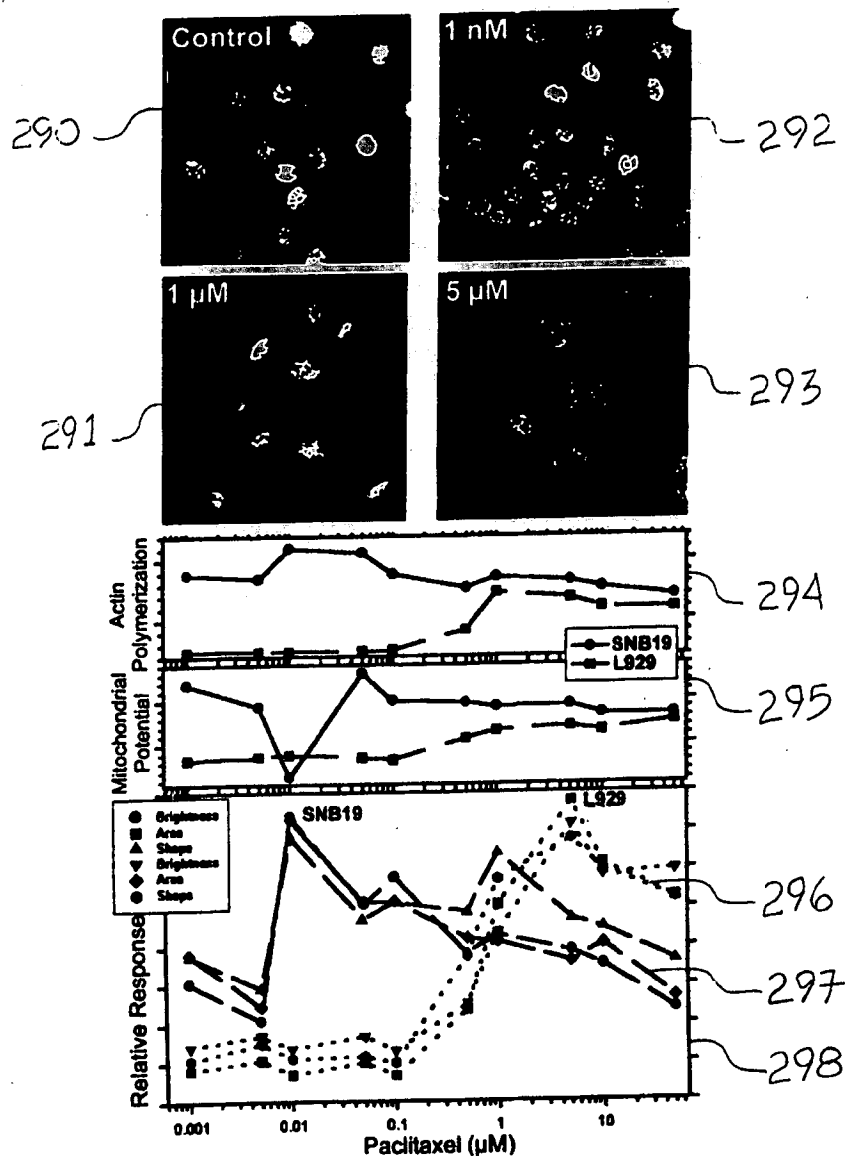 Control
1 nM
290
292
1 µM
5 µM
291
293
Actin
Polymerization
294
SNB19
L929
Mitochondrial
Potential
295
Brightness
Area
Shape
Brightness
Area
Shape
SNB19
L929
Relative Response
296
297
298
0.001
0.01
0.1
1
10
Paclitaxel (µM)